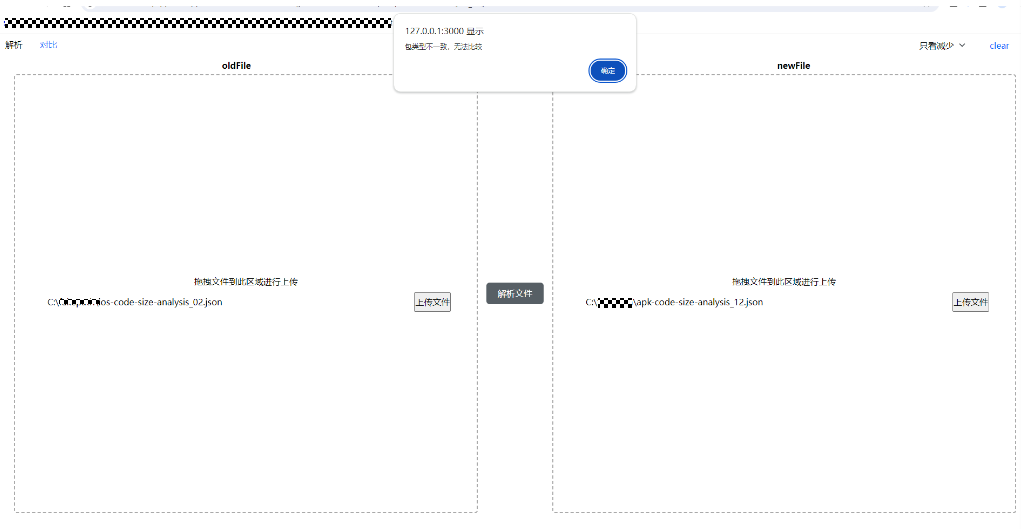 127.0.0.1:3000 显示
包类型不一致，无法比较
确定
解析 对比 只看减少 clear
oldFile newFile
拖拽文件到此区域进行上传 拖拽文件到此区域进行上传
C:\ os-code-size-analysis_02.json 上传文件 解析文件 C:\ \apk-code-size-analysis_12.json 上传文件